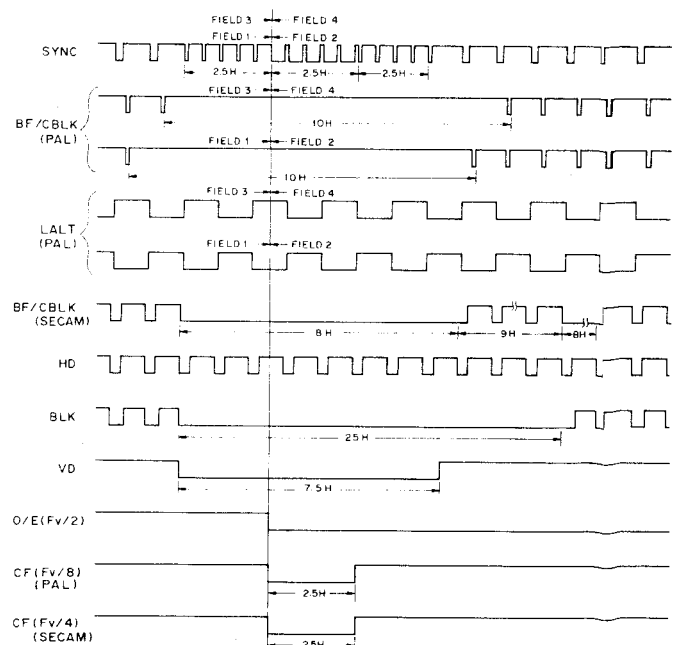 FIELD 3 FIELD 4
FIELD 1 FIELD 2
SYNC
2.5H 2.5H 2.5H
FIELD 3 FIELD 4
BF/CBLK
(PAL)
10H
FIELD 1 FIELD 2
10H
FIELD 3 FIELD 4
LALT
(PAL)
FIELD 1 FIELD 2
BF/CBLK
(SECAM)
8H 9H 8H
HD
BLK
25H
VD
7.5H
O/E(Fv/2)
CF(Fv/8)
(PAL)
2.5H
CF(Fv/4)
(SECAM)
2.5H